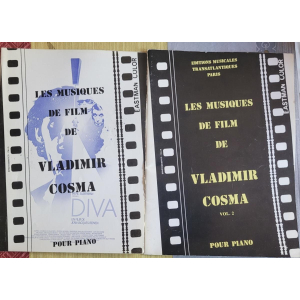 LES MUSIQUES
DE FILM
DE
VLADIMIR
COSMA
DIVA
POUR PIANO
EASTMAN COLOR
EDITIONS MUSICALES
TRANSATLANTIQUES
PARIS
LES MUSIQUES
DE FILM
DE
VLADIMIR
COSMA
VOL. 2
POUR PIANO
EASTMAN COLOR